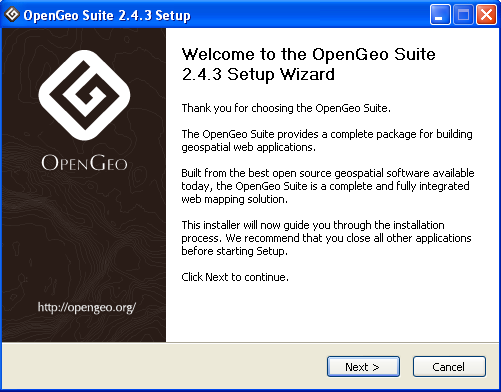 OpenGeo Suite 2.4.3 Setup
Welcome to the OpenGeo Suite
2.4.3 Setup Wizard
Thank you for choosing the OpenGeo Suite.
The OpenGeo Suite provides a complete package for building
geospatial web applications.
Built from the best open source geospatial software available
today, the OpenGeo Suite is a complete and fully integrated
web mapping solution.
This installer will now guide you through the installation
process. We recommend that you close all other applications
before starting Setup.
Click Next to continue.
OPENGEO
http://opengeo.org/
Next >
Cancel